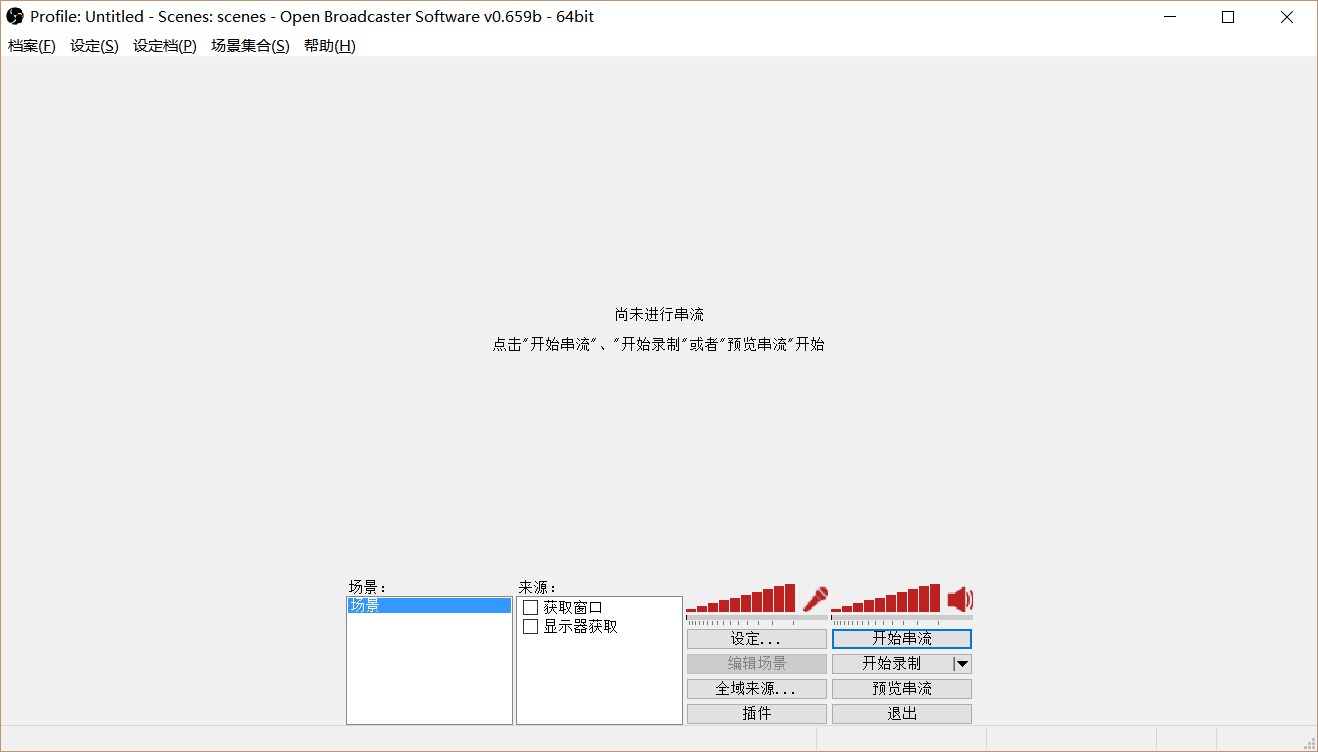 Profile: Untitled - Scenes: scenes - Open Broadcaster Software v0.659b - 64bit
档案(F) 设定(S) 设定档(P) 场景集合(S) 帮助(H)
尚未进行串流
点击"开始串流"、"开始录制"或者"预览串流"开始
场景:
场景
来源:
获取窗口
显示器获取
设定...
开始串流
编辑场景
开始录制
全域来源...
预览串流
插件
退出